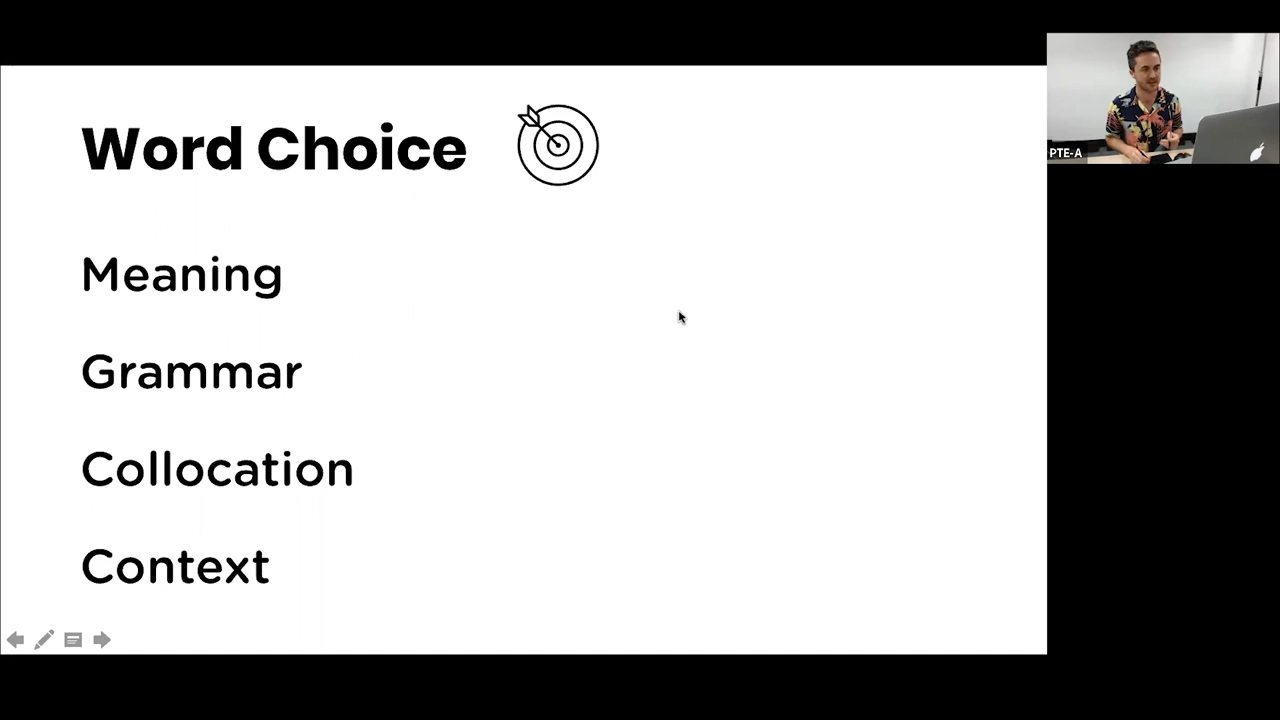 Word Choice
Meaning
Grammar
Collocation
Context
PTE-A